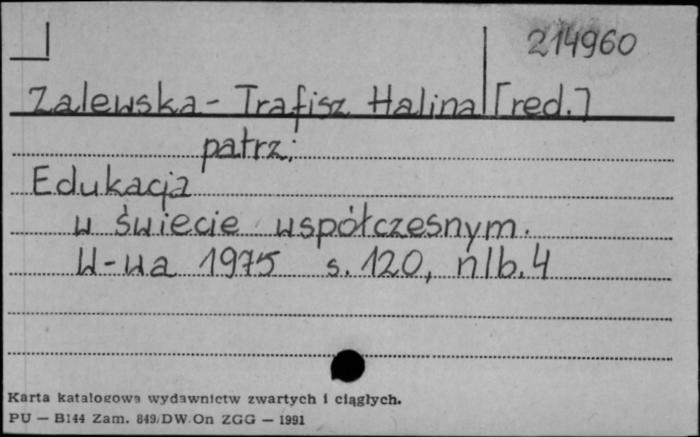 214960
Zalewska-Trafisz Halina [red.]
patrz:
Edukacja
w świecie współczesnym.
W-wa 1975 s. 120, nlb. 4
Karta katalogowa wydawnictw zwartych i ciągłych.
PU — B144 Zam. 849/DW/On ZGG — 1991